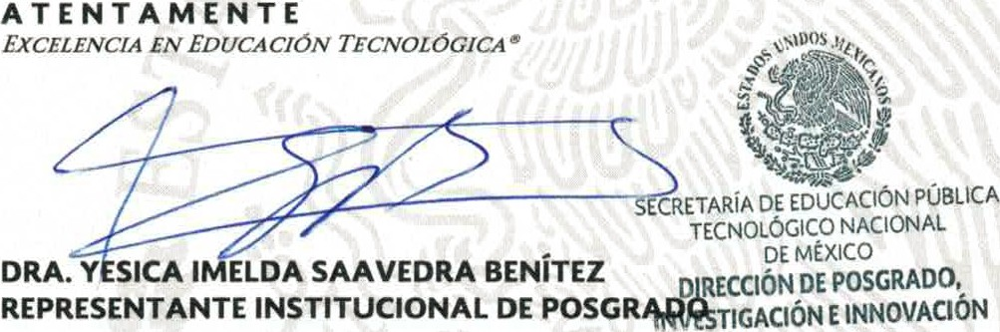 ATENTAMENTE
EXCELENCIA EN EDUCACIÓN TECNOLÓGICA®
DRA. YESICA IMELDA SAAVEDRA BENÍTEZ
REPRESENTANTE INSTITUCIONAL DE POSGRADO
ESTADOS UNIDOS MEXICANOS
SECRETARÍA DE EDUCACIÓN PÚBLICA
TECNOLÓGICO NACIONAL
DE MÉXICO
DIRECCIÓN DE POSGRADO,
INVESTIGACIÓN E INNOVACIÓN